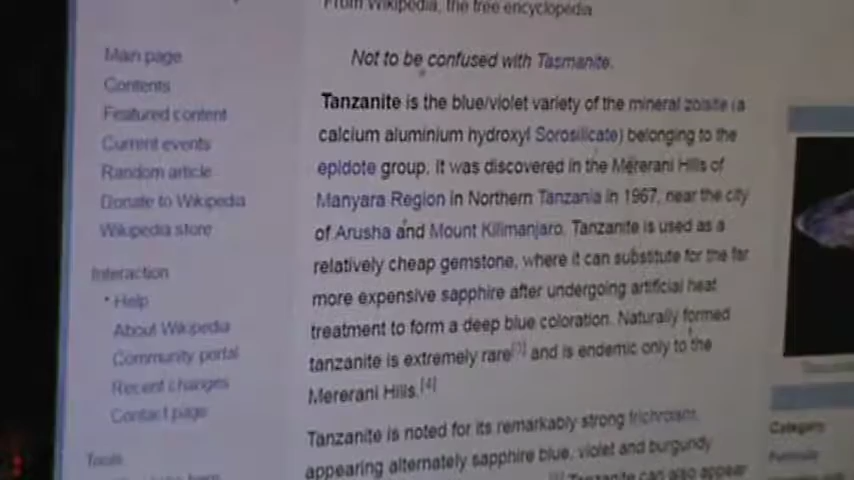 From Wikipedia, the free encyclopedia
Not to be confused with Tasmanite.
Tanzanite is the blue/violet variety of the mineral zoisite (a
calcium aluminium hydroxyl Sorosilicate) belonging to the
epidote group. It was discovered in the Mererani Hills of
Manyara Region in Northern Tanzania in 1967, near the city
of Arusha and Mount Kilimanjaro. Tanzanite is used as a
relatively cheap gemstone, where it can substitute for the far
more expensive sapphire after undergoing artificial heat
treatment to form a deep blue coloration. Naturally formed
tanzanite is extremely rare[3] and is endemic only to the
Mererani Hills.[4]
Tanzanite is noted for its remarkably strong trichroism,
appearing alternately sapphire blue, violet and burgundy
Tanzanite can also appear
Main page
Contents
Featured content
Current events
Random article
Donate to Wikipedia
Wikipedia store
Interaction
Help
About Wikipedia
Community portal
Recent changes
Contact page
Tools
Category
Formula